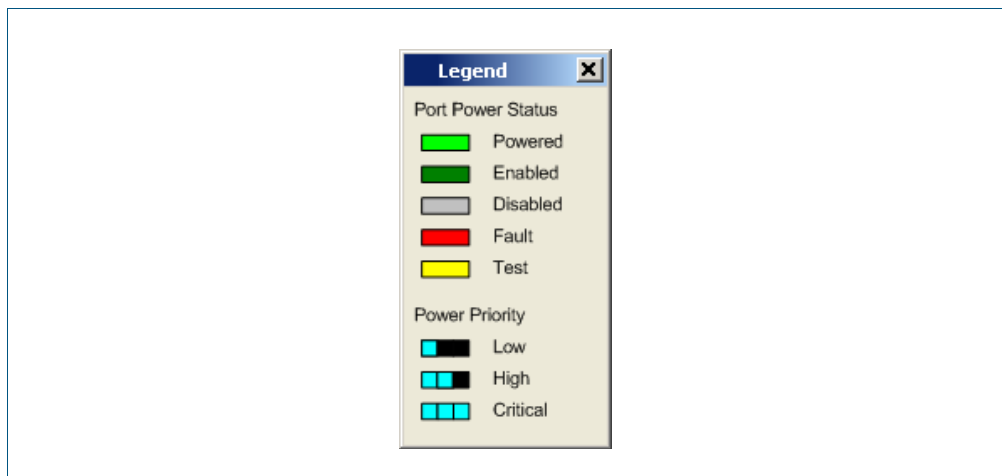 Legend
Port Power Status
Powered
Enabled
Disabled
Fault
Test
Power Priority
Low
High
Critical